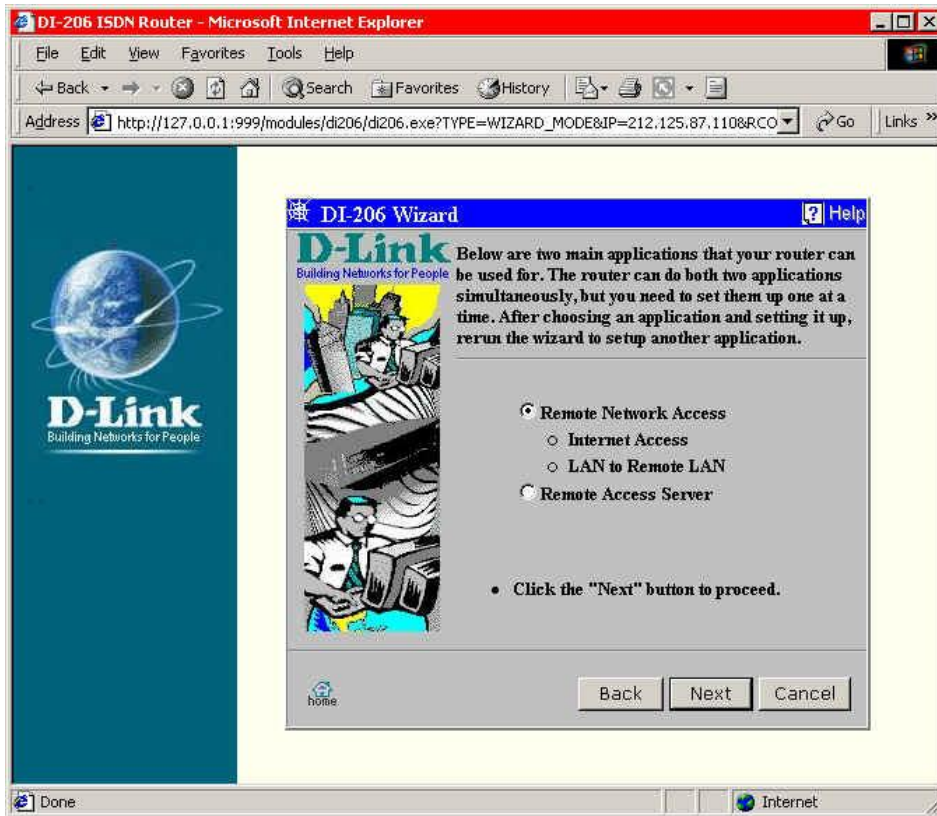 DI-206 ISDN Router - Microsoft Internet Explorer
File Edit View Favorites Tools Help
Back Search Favorites History
Address http://127.0.0.1:999/modules/di206/di206.exe?TYPE=WIZARD_MODE&IP=212.125.87.110&RCO Go Links »
DI-206 Wizard ? Help
D-Link
Building Networks for People
Below are two main applications that your router can
be used for. The router can do both two applications
simultaneously, but you need to set them up one at a
time. After choosing an application and setting it up,
rerun the wizard to setup another application.
D-Link
Building Networks for People
Remote Network Access
Internet Access
LAN to Remote LAN
Remote Access Server
• Click the "Next" button to proceed.
home
Back Next Cancel
Done Internet